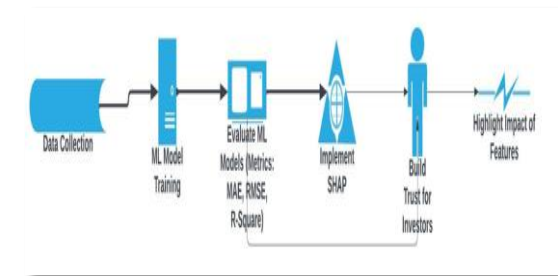 Data Collection
ML Model
Training
Evaluate ML
Models (Metrics:
MAE, RMSE,
R-Square)
Implement
SHAP
Build
Trust for
Investors
Highlight Impact of
Features